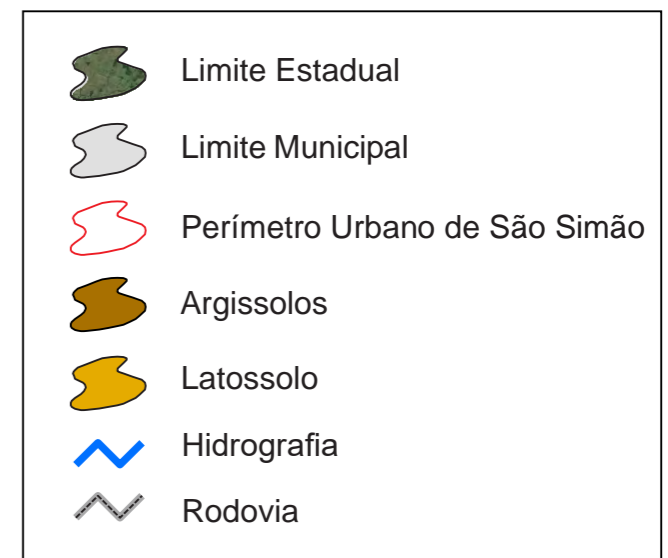 Limite Estadual
Limite Municipal
Perímetro Urbano de São Simão
Argissolos
Latossolo
Hidrografia
Rodovia